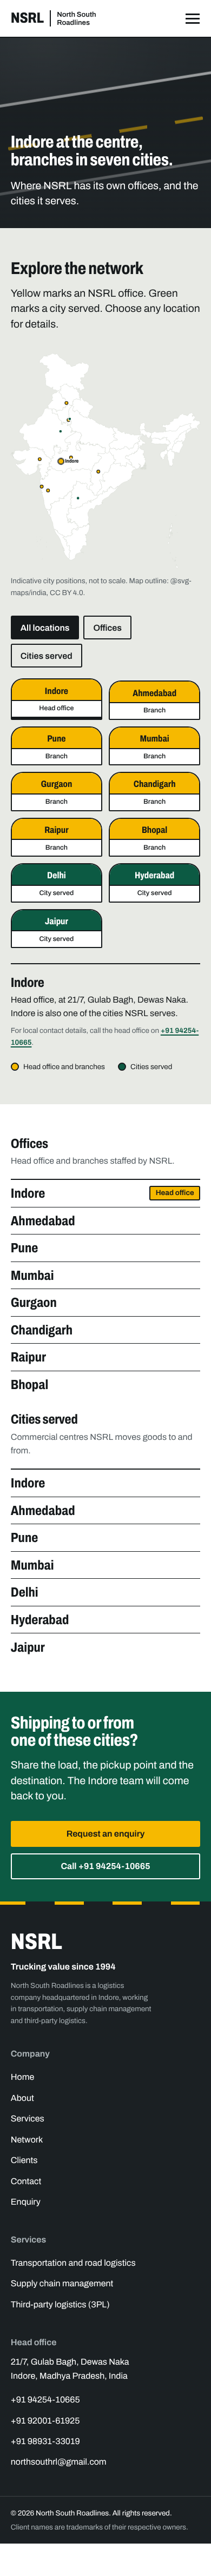 NSRL
North South
Roadlines
Indore at the centre,
branches in seven cities.
Where NSRL has its own offices, and the
cities it serves.
Explore the network
Yellow marks an NSRL office. Green
marks a city served. Choose any location
for details.
Indore
Indicative city positions, not to scale. Map outline: @svg-
maps/india, CC BY 4.0.
All locations
Offices
Cities served
Indore
Head office
Ahmedabad
Branch
Pune
Branch
Mumbai
Branch
Gurgaon
Branch
Chandigarh
Branch
Raipur
Branch
Bhopal
Branch
Delhi
City served
Hyderabad
City served
Jaipur
City served
Indore
Head office, at 21/7, Gulab Bagh, Dewas Naka.
Indore is also one of the cities NSRL serves.
For local contact details, call the head office on +91 94254-
10665.
Head office and branches
Cities served
Offices
Head office and branches staffed by NSRL.
Indore
Head office
Ahmedabad
Pune
Mumbai
Gurgaon
Chandigarh
Raipur
Bhopal
Cities served
Commercial centres NSRL moves goods to and
from.
Indore
Ahmedabad
Pune
Mumbai
Delhi
Hyderabad
Jaipur
Shipping to or from
one of these cities?
Share the load, the pickup point and the
destination. The Indore team will come
back to you.
Request an enquiry
Call +91 94254-10665
NSRL
Trucking value since 1994
North South Roadlines is a logistics
company headquartered in Indore, working
in transportation, supply chain management
and third-party logistics.
Company
Home
About
Services
Network
Clients
Contact
Enquiry
Services
Transportation and road logistics
Supply chain management
Third-party logistics (3PL)
Head office
21/7, Gulab Bagh, Dewas Naka
Indore, Madhya Pradesh, India
+91 94254-10665
+91 92001-61925
+91 98931-33019
northsouthrl@gmail.com
© 2026 North South Roadlines. All rights reserved.
Client names are trademarks of their respective owners.